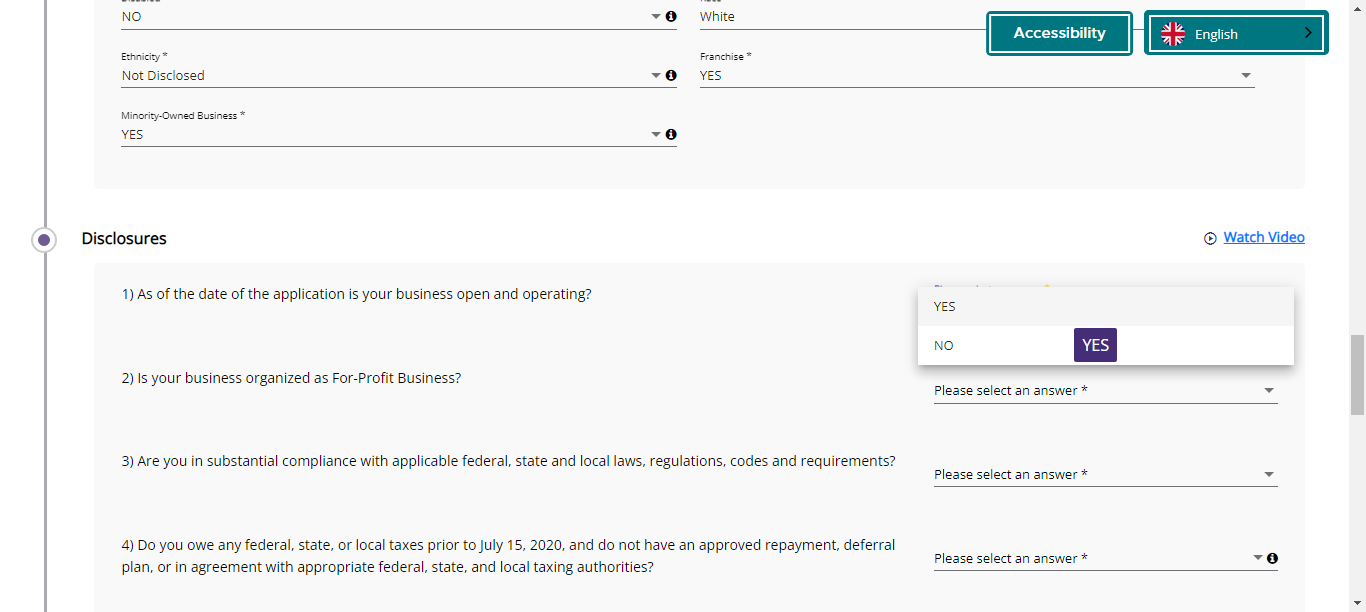 NO
White
Accessibility
English
Ethnicity *
Not Disclosed
Franchise *
YES
Minority-Owned Business *
YES
Disclosures
Watch Video
1) As of the date of the application is your business open and operating?
YES
NO
YES
2) Is your business organized as For-Profit Business?
Please select an answer *
3) Are you in substantial compliance with applicable federal, state and local laws, regulations, codes and requirements?
Please select an answer *
4) Do you owe any federal, state, or local taxes prior to July 15, 2020, and do not have an approved repayment, deferral
plan, or in agreement with appropriate federal, state, and local taxing authorities?
Please select an answer *